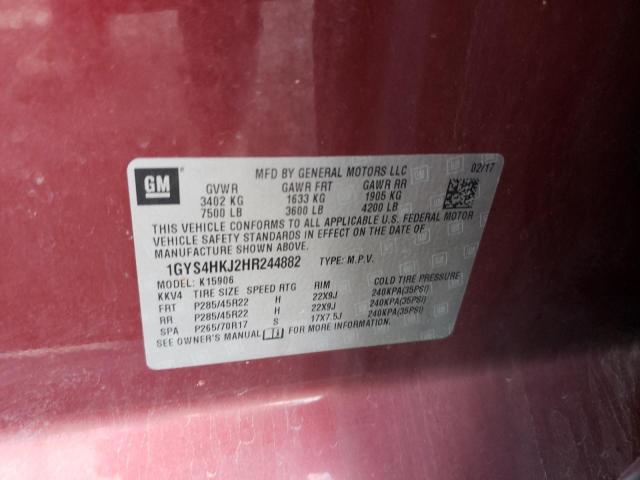 GM
MFD BY GENERAL MOTORS LLC 02/17
GVWR GAWR FRT GAWR RR
3402 KG 1633 KG 1905 KG
7500 LB 3600 LB 4200 LB
THIS VEHICLE CONFORMS TO ALL APPLICABLE U.S. FEDERAL MOTOR
VEHICLE SAFETY STANDARDS IN EFFECT ON THE DATE OF
MANUFACTURE SHOWN ABOVE.
1GYS4HKJ2HR244882 TYPE: M.P.V.
MODEL: K15906
KKV4 TIRE SIZE SPEED RTG RIM COLD TIRE PRESSURE
FRT P285/45R22 H 22X9J 240KPA(35PSI)
RR P285/45R22 H 22X9J 240KPA(35PSI)
SPA P265/70R17 S 17X7.5J 240KPA(35PSI)
SEE OWNER'S MANUAL FOR MORE INFORMATION.